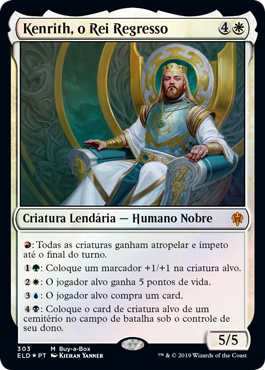 Kenrith, o Rei Regresso 4
Criatura Lendária — Humano Nobre
: Todas as criaturas ganham atropelar e ímpeto
até o final do turno.
1 : Coloque um marcador +1/+1 na criatura alvo.
2 : O jogador alvo ganha 5 pontos de vida.
3 : O jogador alvo compra um card.
4 : Coloque o card de criatura alvo de um
cemitério no campo de batalha sob o controle de
seu dono.
5/5
303 M Buy-a-Box
ELD ★ PT KIERAN YANNER
™ & © 2019 Wizards of the Coast